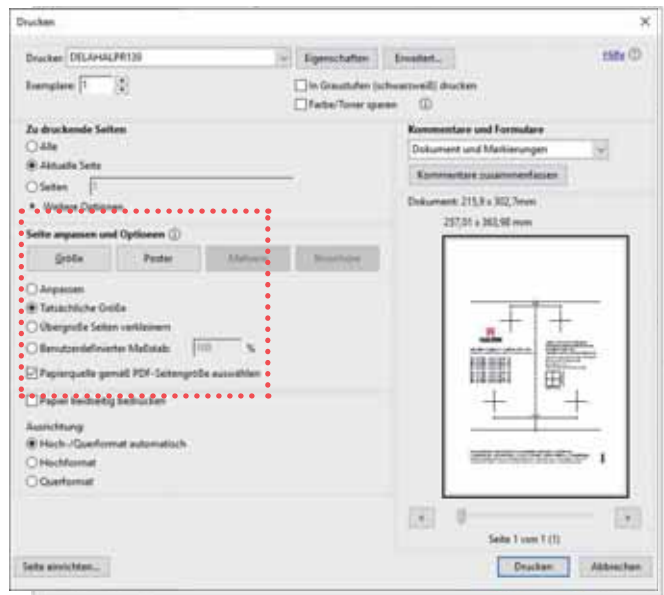 Drucken
Drucker: DELAHALPR139 Eigenschaften Erweitert... Hilfe
Exemplare: 1 In Graustufen (schwarzweiß) drucken
Farbe/Toner sparen
Zu druckende Seiten
Alle
Aktuelle Seite
Seiten 1
Weitere Optionen
Seite anpassen und Optionen
Größe Poster Mehrere Broschüre
Anpassen
Tatsächliche Größe
Übergroße Seiten verkleinern
Benutzerdefinierter Maßstab: 100 %
Papierquelle gemäß PDF-Seitengröße auswählen
Papier beidseitig bedrucken
Ausrichtung:
Hoch-/Querformat automatisch
Hochformat
Querformat
Kommentare und Formulare
Dokument und Markierungen
Kommentare zusammenfassen
Dokument: 215,9 x 302,7mm
257,01 x 363,98 mm
Seite 1 vom 1 (1)
Seite einrichten... Drucken Abbrechen